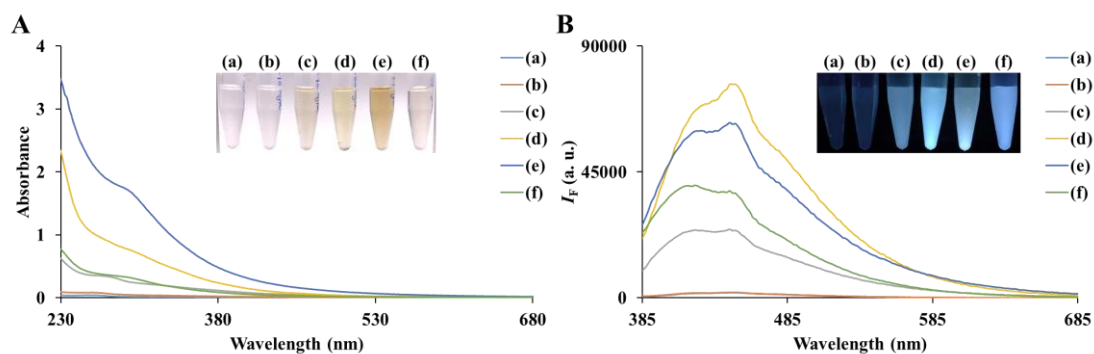 A
Absorbance
4
3
2
1
0
230
380
530
680
Wavelength (nm)
(a) (b) (c) (d) (e) (f)
(a)
(b)
(c)
(d)
(e)
(f)
B
I_F (a. u.)
90000
45000
0
385
485
585
685
Wavelength (nm)
(a) (b) (c) (d) (e) (f)
(a)
(b)
(c)
(d)
(e)
(f)